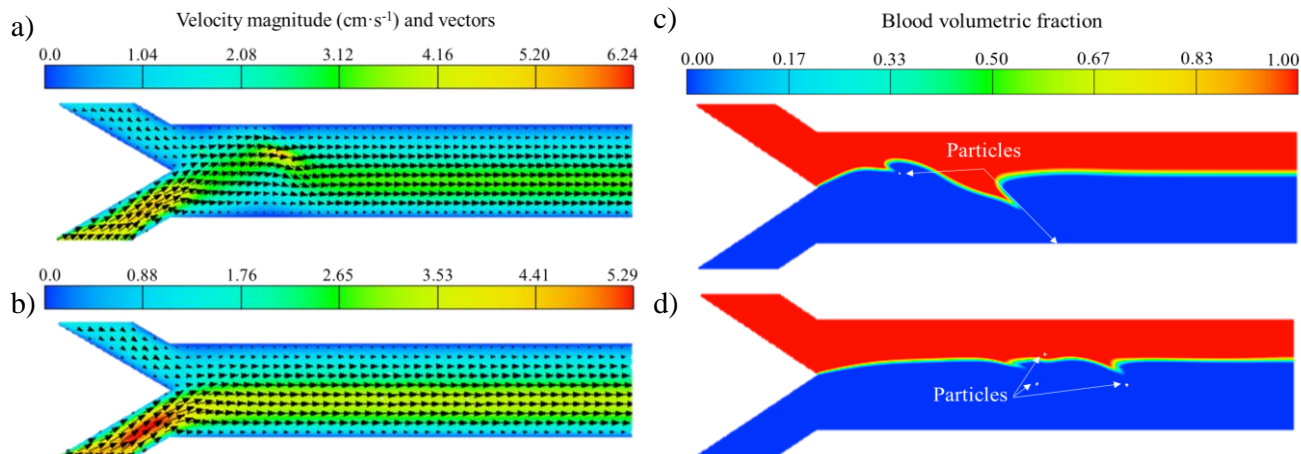 a)
Velocity magnitude (cm·s-1) and vectors
0.0 1.04 2.08 3.12 4.16 5.20 6.24
b)
0.0 0.88 1.76 2.65 3.53 4.41 5.29
c)
Blood volumetric fraction
0.00 0.17 0.33 0.50 0.67 0.83 1.00
Particles
d)
Particles